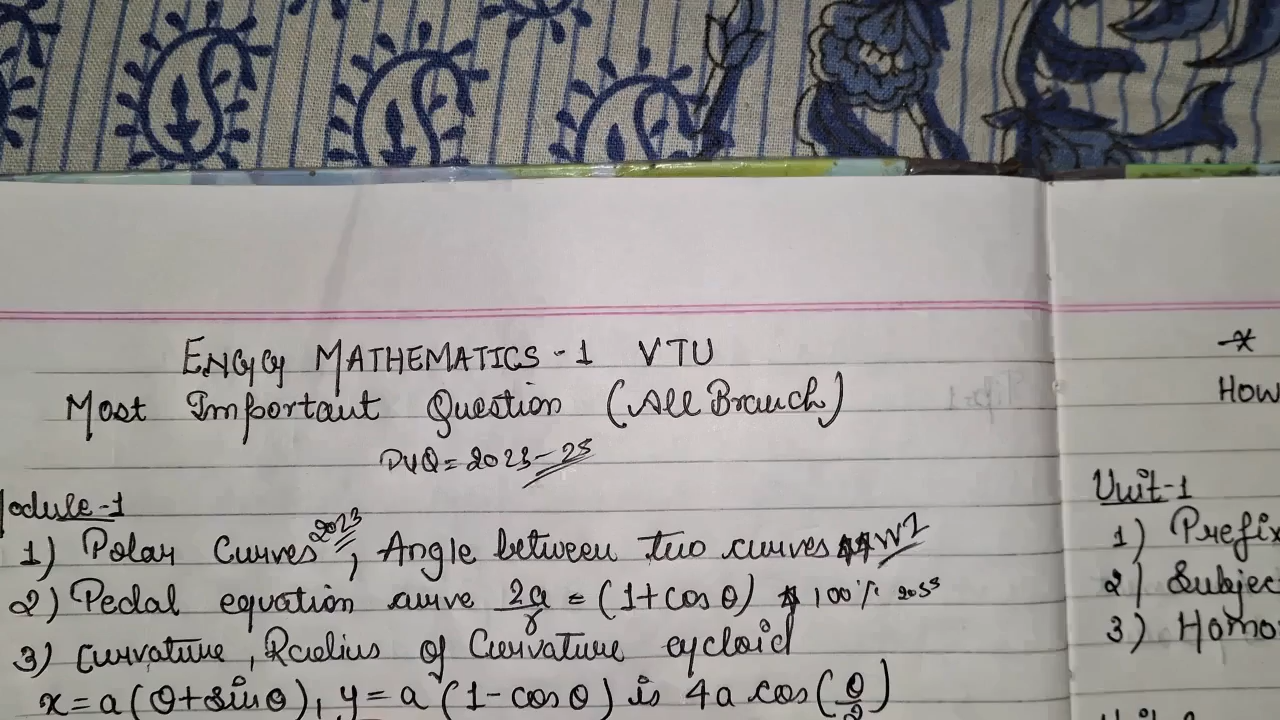 ENGG MATHEMATICS-1 VTU
Most Important Question (All Branch)
PYQ = 2023-25
Module-1
1) Polar Curves 2023, Angle between two curves
2) Pedal equation curve 2a/r = (1+cosθ) 100%
3) Curvature, Radius of Curvature cycloid
x=a(θ+sinθ), y=a(1-cosθ) is 4a cos(θ/2)
HOW
Unit-1
1) Prefix
2) Subjec
3) Homo